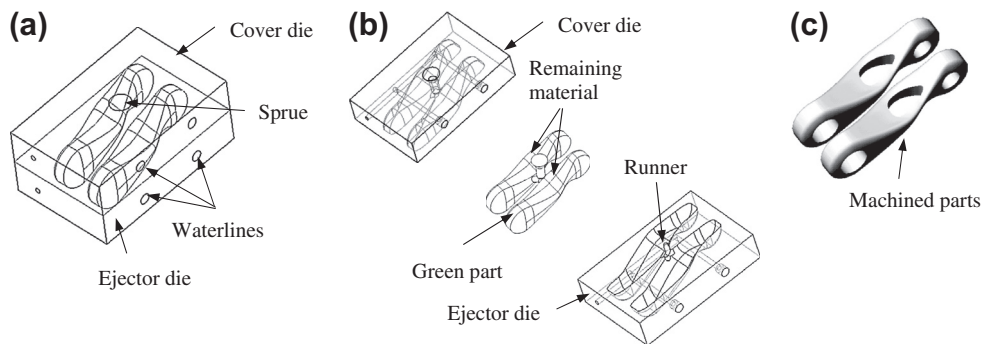 (a)
Cover die
Sprue
Waterlines
Ejector die
(b)
Cover die
Remaining
material
Runner
Green part
Ejector die
(c)
Machined parts